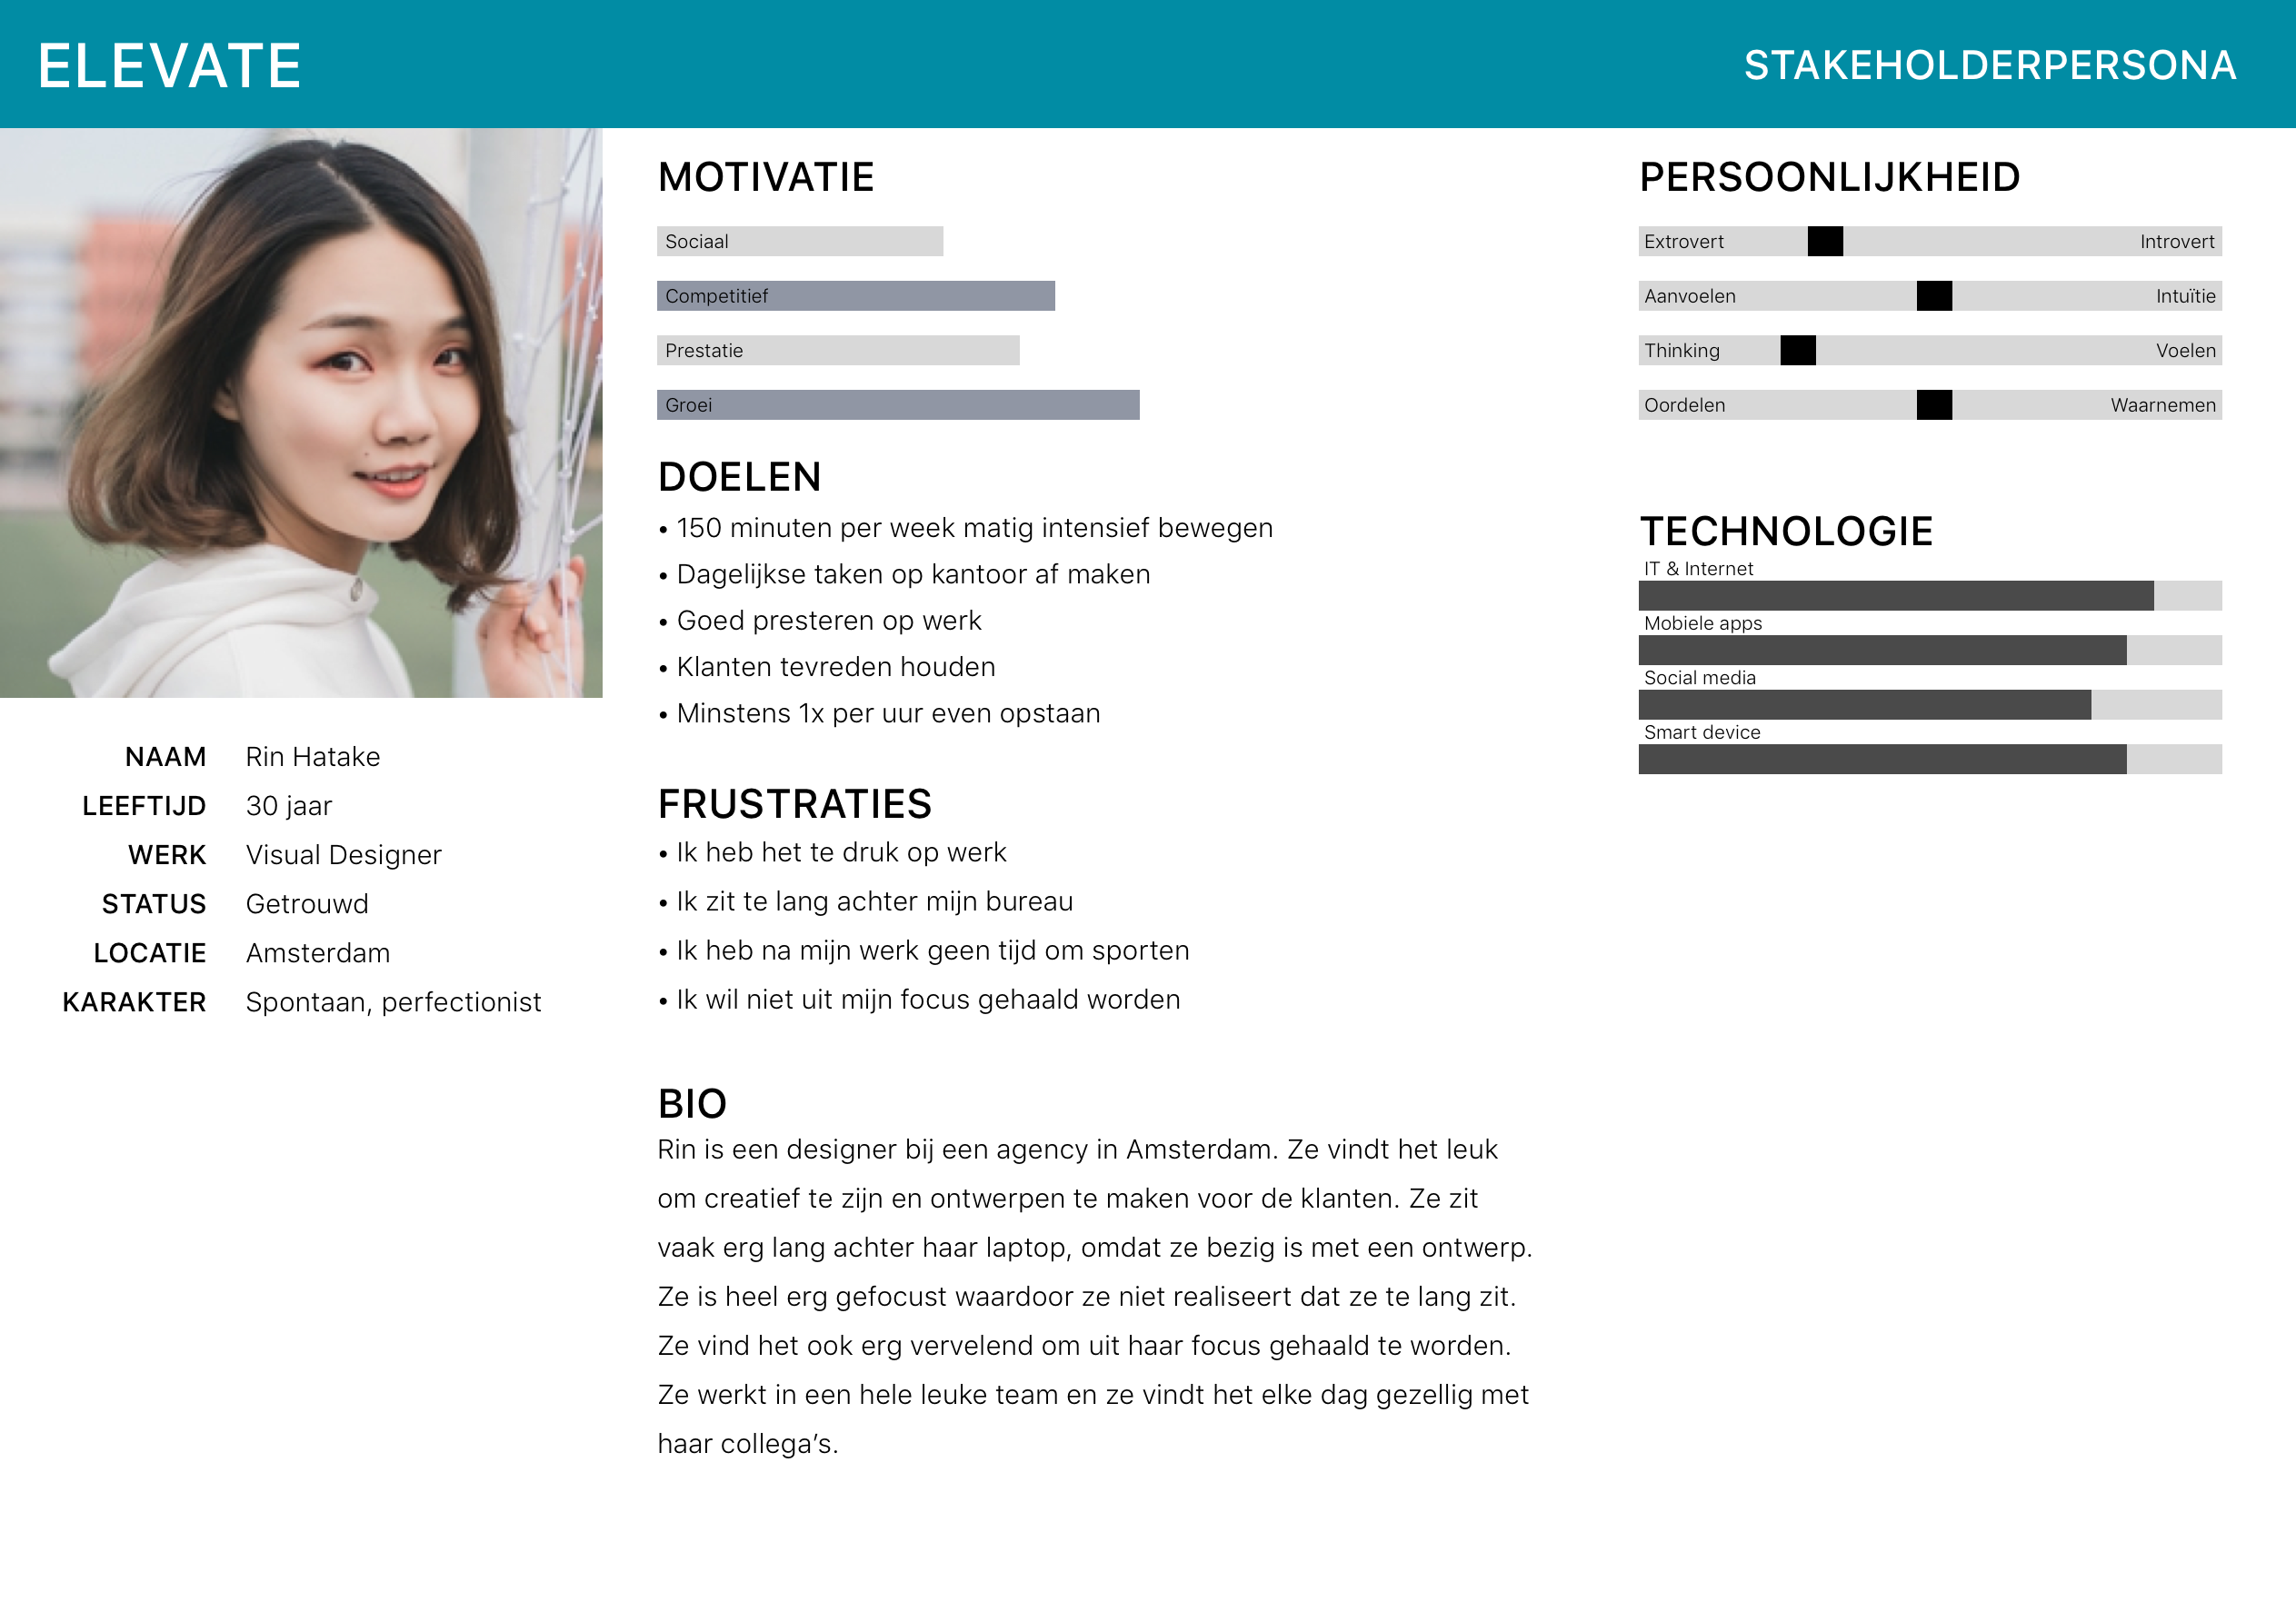 ELEVATE
STAKEHOLDERPERSONA
NAAM Rin Hatake
LEEFTIJD 30 jaar
WERK Visual Designer
STATUS Getrouwd
LOCATIE Amsterdam
KARAKTER Spontaan, perfectionist
MOTIVATIE
Sociaal
Competitief
Prestatie
Groei
DOELEN
• 150 minuten per week matig intensief bewegen
• Dagelijkse taken op kantoor af maken
• Goed presteren op werk
• Klanten tevreden houden
• Minstens 1x per uur even opstaan
FRUSTRATIES
• Ik heb het te druk op werk
• Ik zit te lang achter mijn bureau
• Ik heb na mijn werk geen tijd om sporten
• Ik wil niet uit mijn focus gehaald worden
BIO
Rin is een designer bij een agency in Amsterdam. Ze vindt het leuk
om creatief te zijn en ontwerpen te maken voor de klanten. Ze zit
vaak erg lang achter haar laptop, omdat ze bezig is met een ontwerp.
Ze is heel erg gefocust waardoor ze niet realiseert dat ze te lang zit.
Ze vind het ook erg vervelend om uit haar focus gehaald te worden.
Ze werkt in een hele leuke team en ze vindt het elke dag gezellig met
haar collega’s.
PERSOONLIJKHEID
Extrovert Introvert
Aanvoelen Intuïtie
Thinking Voelen
Oordelen Waarnemen
TECHNOLOGIE
IT & Internet
Mobiele apps
Social media
Smart device